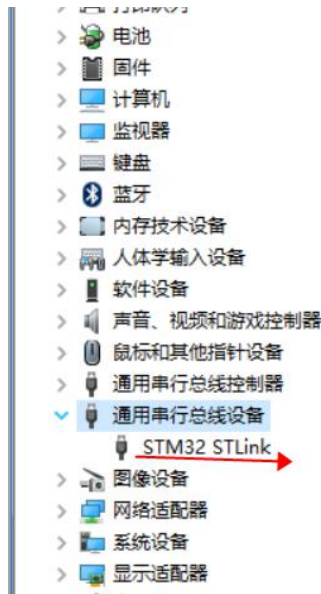 电池
固件
计算机
监视器
键盘
蓝牙
内存技术设备
人体学输入设备
软件设备
声音、视频和游戏控制器
鼠标和其他指针设备
通用串行总线控制器
通用串行总线设备
STM32 STLink
图像设备
网络适配器
系统设备
显示适配器